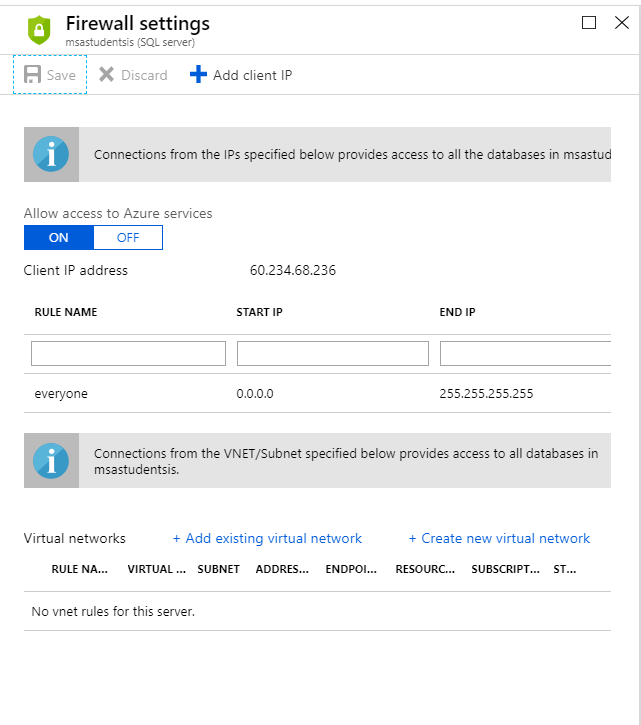 Firewall settings
msastudentsis (SQL server)
Save Discard Add client IP
Connections from the IPs specified below provides access to all the databases in msastud
Allow access to Azure services
ON OFF
Client IP address 60.234.68.236
RULE NAME START IP END IP
everyone 0.0.0.0 255.255.255.255
Connections from the VNET/Subnet specified below provides access to all databases in
msastudentsis.
Virtual networks + Add existing virtual network + Create new virtual network
RULE NA... VIRTUAL ... SUBNET ADDRES... ENDPOI... RESOURC... SUBSCRIPT... ST...
No vnet rules for this server.